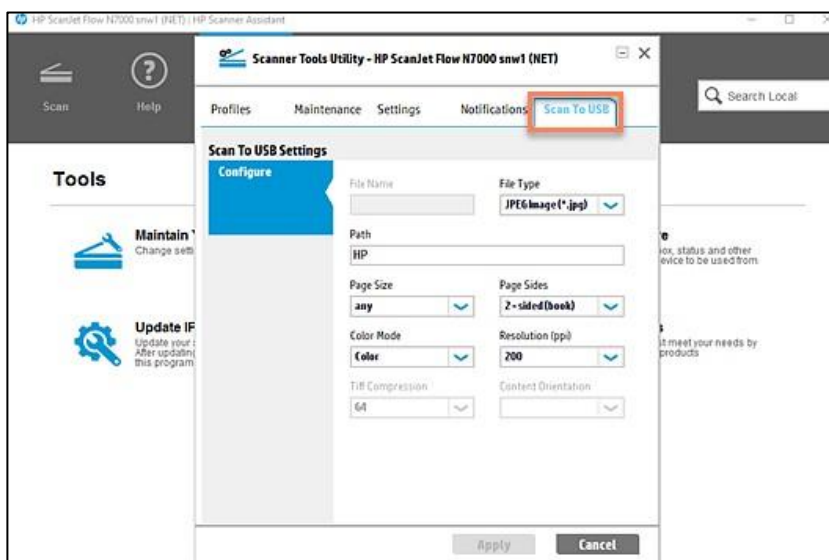 HP ScanJet Flow N7000 snw1 (NET) | HP Scanner Assistant
Scanner Tools Utility - HP ScanJet Flow N7000 snw1 (NET)
Scan
Help
Search Local
Profiles
Maintenance
Settings
Notifications
Scan To USB
Scan To USB Settings
Configure
File Name
File Type
JPEG Image (*.jpg)
Path
HP
Page Size
Page Sides
any
2-sided (book)
Color Mode
Resolution (ppi)
Color
200
Tiff Compression
Content Orientation
64
Apply
Cancel
Tools
Maintain
Change sett
Update IF
Update your
After updating
this program
e
ox, status and other
evice to be used from
s
t meet your needs by
products